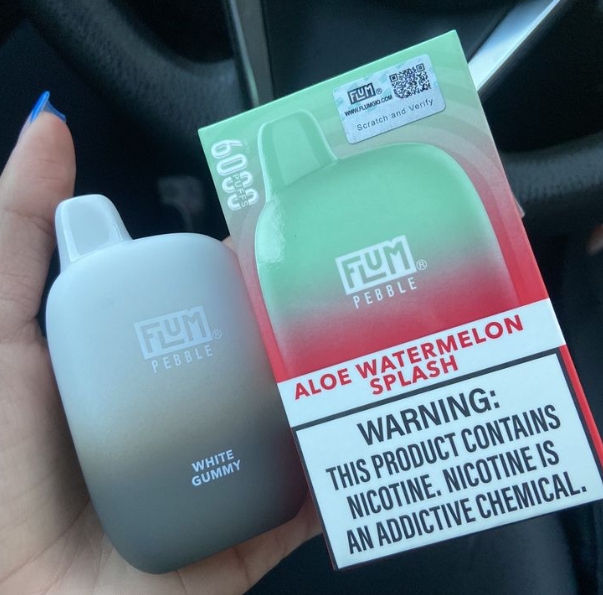 FLUM®
WWW.FLUMGIO.COM
Scratch and Verify
6000
PUFFS
FLUM®
PEBBLE
ALOE WATERMELON
SPLASH
WARNING:
THIS PRODUCT CONTAINS
NICOTINE. NICOTINE IS
AN ADDICTIVE CHEMICAL.
FLUM®
PEBBLE
WHITE
GUMMY